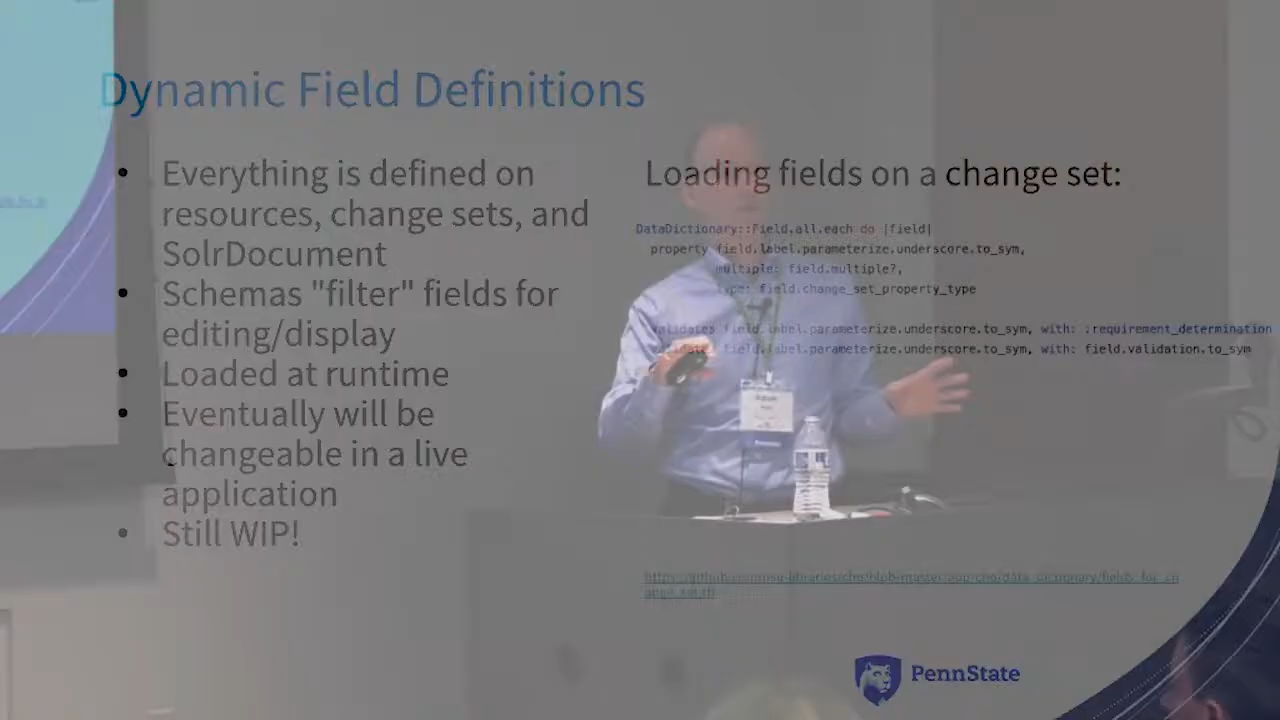 Dynamic Field Definitions
Everything is defined on
resources, change sets, and
SolrDocument
Schemas "filter" fields for
editing/display
Loaded at runtime
Eventually will be
changeable in a live
application
Still WIP!
Loading fields on a change set:
DataDictionary::Field.all.each do |field|
property field.label.parameterize.underscore.to_sym,
multiple: field.multiple?,
type: field.change_set_property_type
validates field.label.parameterize.underscore.to_sym, with: :requirement_determination
field.label.parameterize.underscore.to_sym, with: field.validation.to_sym
PennState